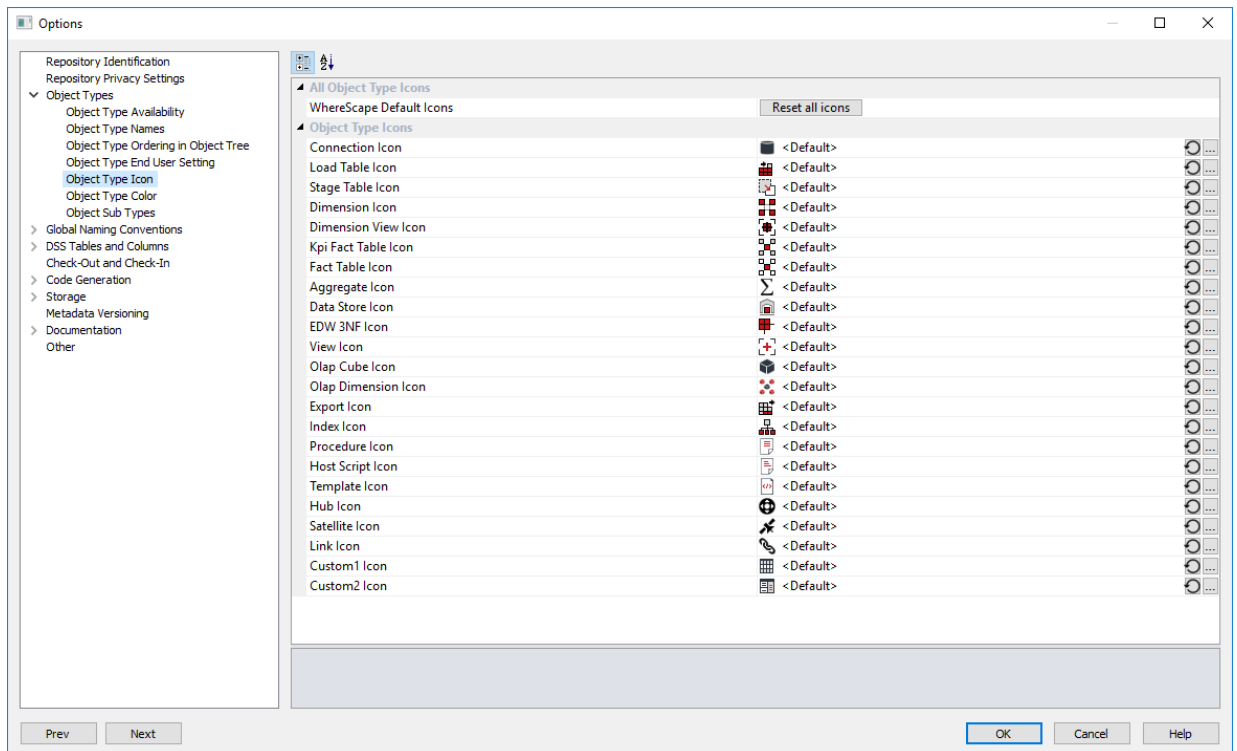 Options
Repository Identification
Repository Privacy Settings
Object Types
Object Type Availability
Object Type Names
Object Type Ordering in Object Tree
Object Type End User Setting
Object Type Icon
Object Type Color
Object Sub Types
Global Naming Conventions
DSS Tables and Columns
Check-Out and Check-In
Code Generation
Storage
Metadata Versioning
Documentation
Other
All Object Type Icons
WhereScape Default Icons Reset all icons
Object Type Icons
Connection Icon <Default> ...
Load Table Icon <Default> ...
Stage Table Icon <Default> ...
Dimension Icon <Default> ...
Dimension View Icon <Default> ...
Kpi Fact Table Icon <Default> ...
Fact Table Icon <Default> ...
Aggregate Icon <Default> ...
Data Store Icon <Default> ...
EDW 3NF Icon <Default> ...
View Icon <Default> ...
Olap Cube Icon <Default> ...
Olap Dimension Icon <Default> ...
Export Icon <Default> ...
Index Icon <Default> ...
Procedure Icon <Default> ...
Host Script Icon <Default> ...
Template Icon <Default> ...
Hub Icon <Default> ...
Satellite Icon <Default> ...
Link Icon <Default> ...
Custom1 Icon <Default> ...
Custom2 Icon <Default> ...
Prev Next OK Cancel Help